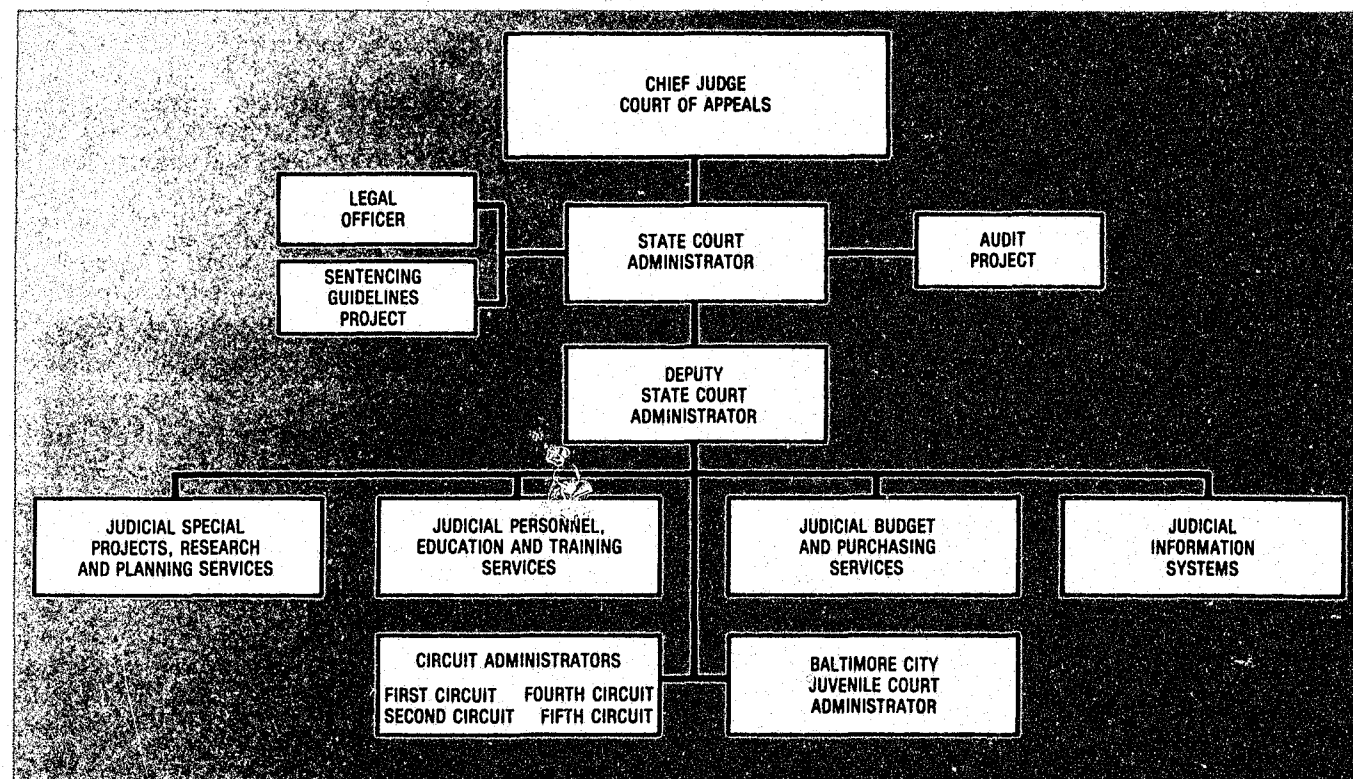 CHIEF JUDGE
COURT OF APPEALS
LEGAL
OFFICER
SENTENCING
GUIDELINES
PROJECT
STATE COURT
ADMINISTRATOR
AUDIT
PROJECT
DEPUTY
STATE COURT
ADMINISTRATOR
JUDICIAL SPECIAL
PROJECTS, RESEARCH
AND PLANNING SERVICES
JUDICIAL PERSONNEL,
EDUCATION AND TRAINING
SERVICES
JUDICIAL BUDGET
AND PURCHASING
SERVICES
JUDICIAL
INFORMATION
SYSTEMS
CIRCUIT ADMINISTRATORS
FIRST CIRCUIT FOURTH CIRCUIT
SECOND CIRCUIT FIFTH CIRCUIT
BALTIMORE CITY
JUVENILE COURT
ADMINISTRATOR